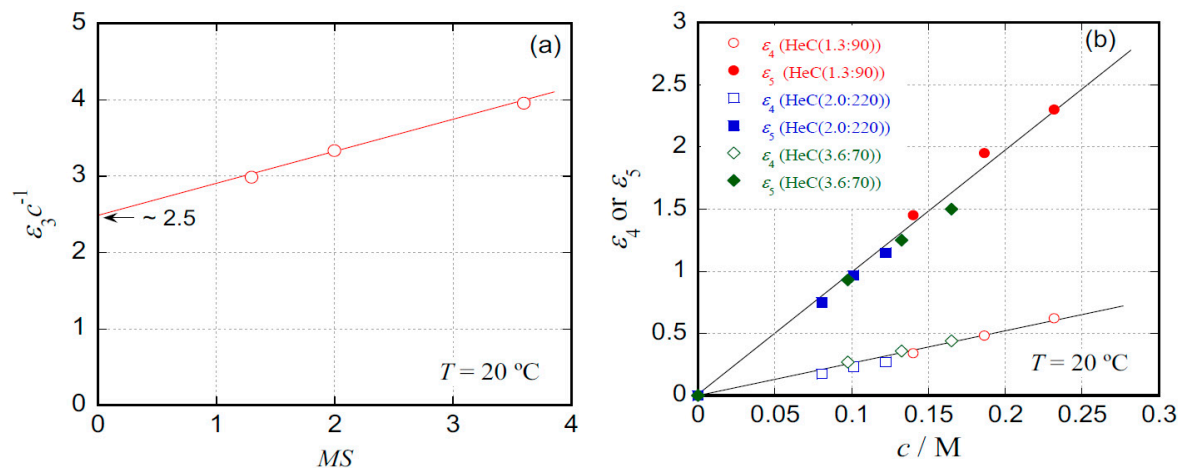 (a)
5
4
3
2
1
0
~ 2.5
T = 20 ºC
0 1 2 3 4
MS
ε₃c⁻¹
(b)
3
2.5
2
1.5
1
0.5
0
ε₄ (HeC(1.3:90))
ε₅ (HeC(1.3:90))
ε₄ (HeC(2.0:220))
ε₅ (HeC(2.0:220))
ε₄ (HeC(3.6:70))
ε₅ (HeC(3.6:70))
T = 20 ºC
0 0.05 0.1 0.15 0.2 0.25 0.3
c / M
ε₄ or ε₅